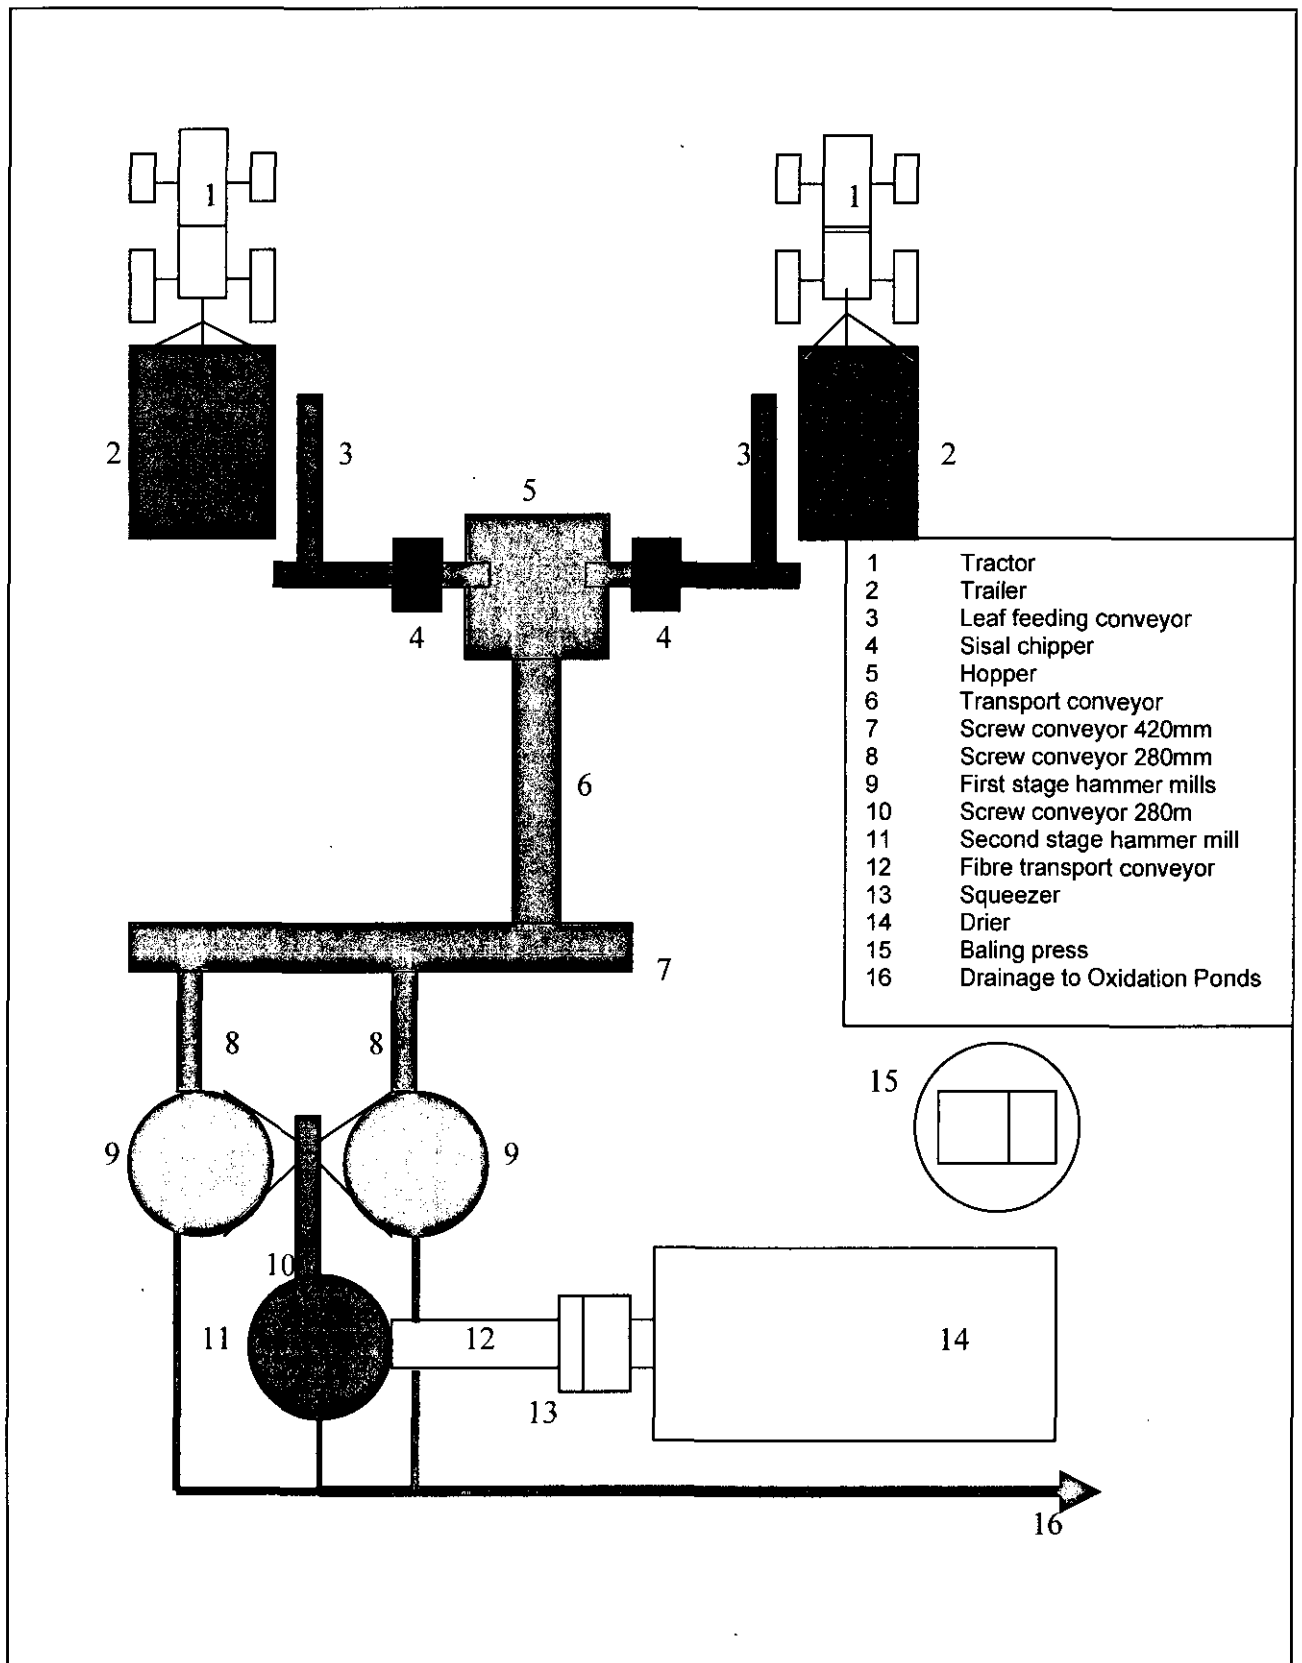 1 1
2 3 3 2
5
4 4
1 Tractor
2 Trailer
3 Leaf feeding conveyor
4 Sisal chipper
5 Hopper
6 Transport conveyor
7 Screw conveyor 420mm
8 Screw conveyor 280mm
9 First stage hammer mills
10 Screw conveyor 280m
11 Second stage hammer mill
12 Fibre transport conveyor
13 Squeezer
14 Drier
15 Baling press
16 Drainage to Oxidation Ponds
6
7
8 8
15
9 9
10
11 12 14
13
16